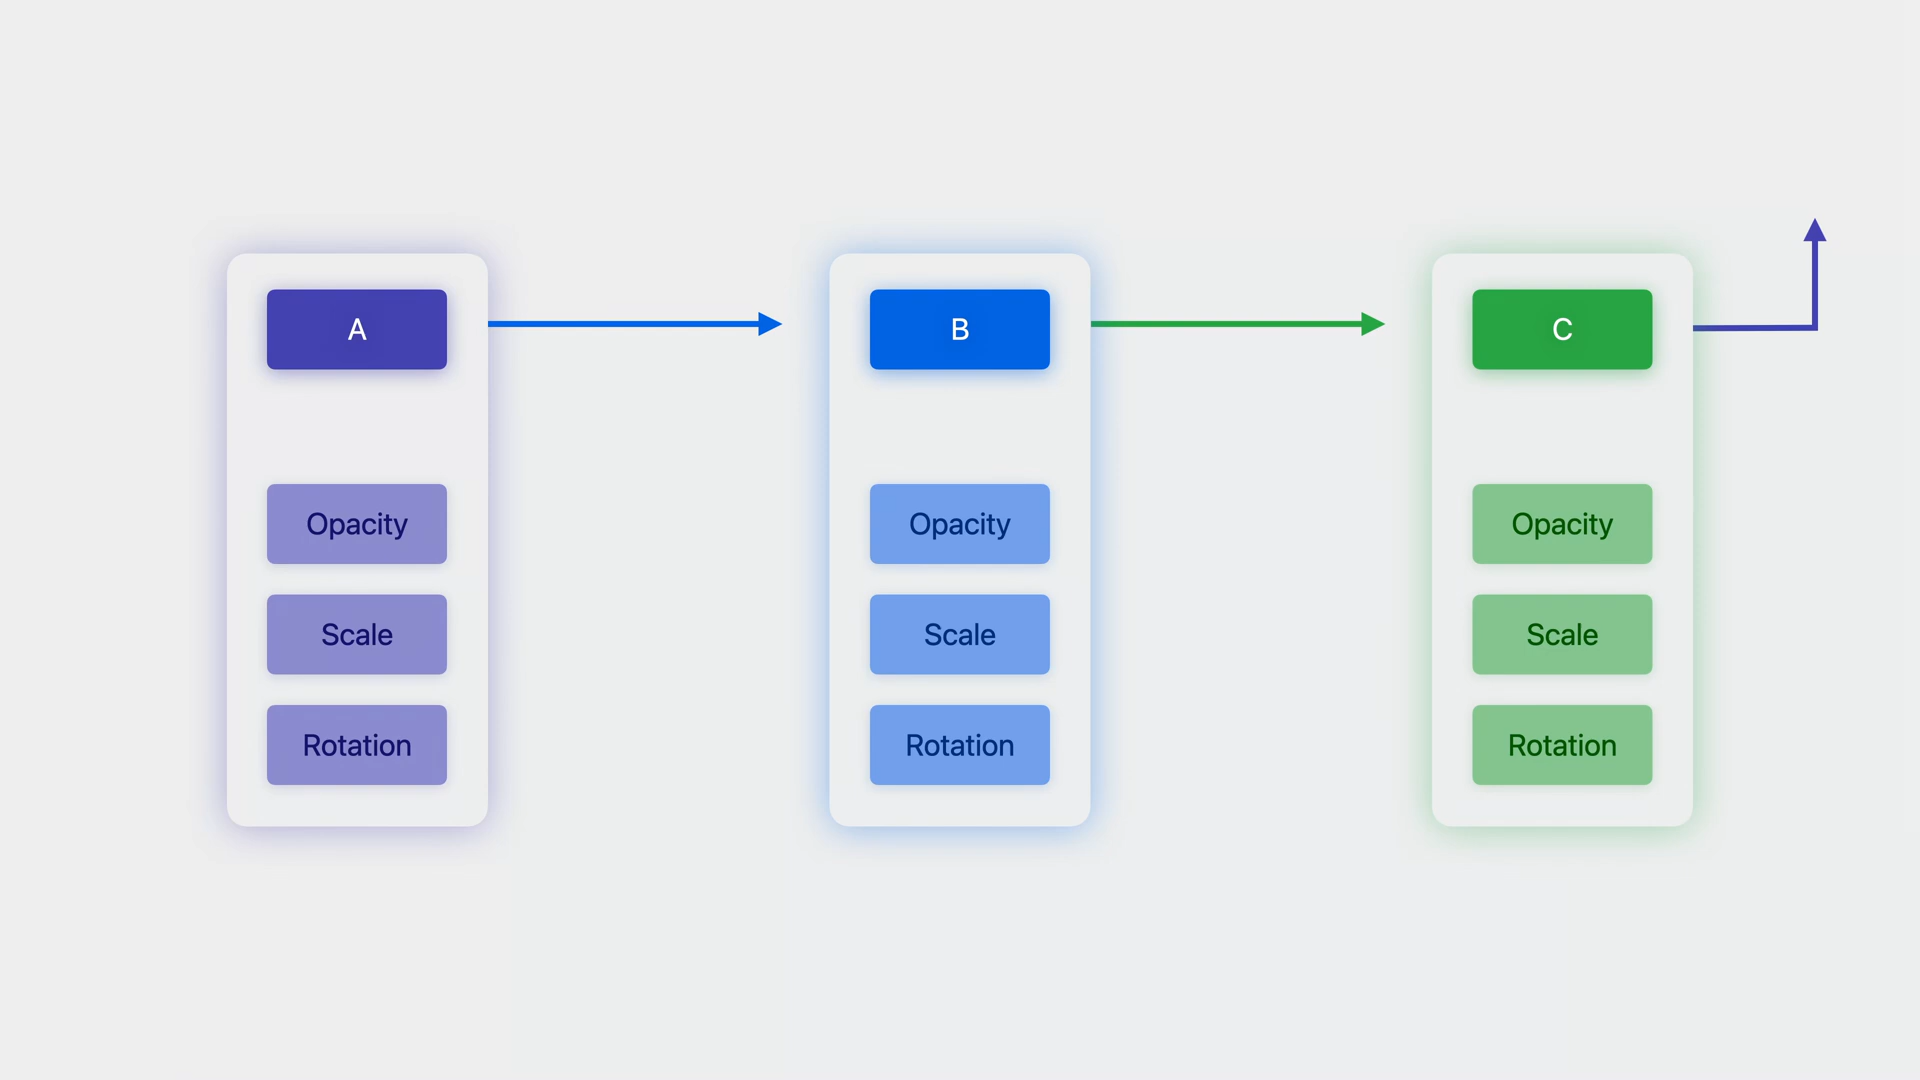 A
Opacity
Scale
Rotation
B
Opacity
Scale
Rotation
C
Opacity
Scale
Rotation